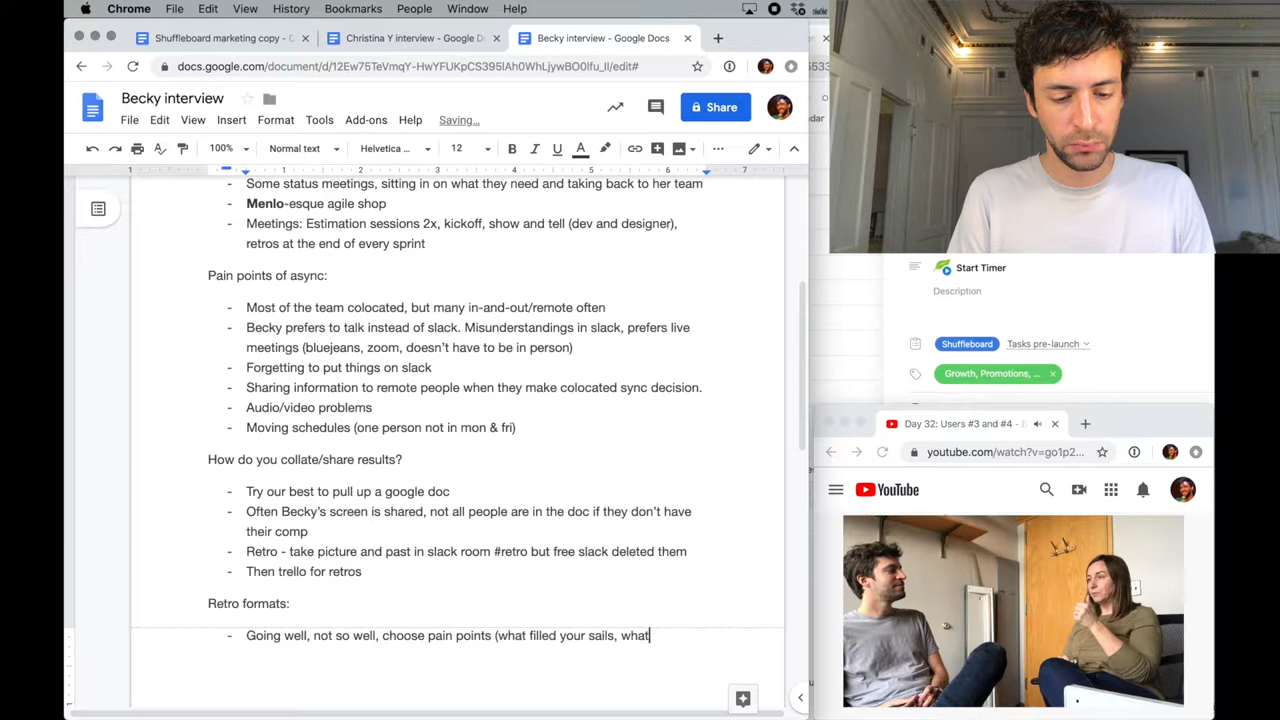 Chrome File Edit View History Bookmarks People Window Help
Shuffleboard marketing copy - G
Christina Y interview - Google D
Becky interview - Google Docs
docs.google.com
Becky interview
File Edit View Insert Format Tools Add-ons Help Saving...
Share
100% Normal text Helvetica ... 12
1 1 2 3 4 5 6 7
- Some status meetings, sitting in on what they need and taking back to her team
- Menlo-esque agile shop
- Meetings: Estimation sessions 2x, kickoff, show and tell (dev and designer),
retros at the end of every sprint
Pain points of async:
- Most of the team colocated, but many in-and-out/remote often
- Becky prefers to talk instead of slack. Misunderstandings in slack, prefers live
meetings (bluejeans, zoom, doesn't have to be in person)
- Forgetting to put things on slack
- Sharing information to remote people when they make colocated sync decision.
- Audio/video problems
- Moving schedules (one person not in mon & fri)
How do you collate/share results?
- Try our best to pull up a google doc
- Often Becky's screen is shared, not all people are in the doc if they don't have
their comp
- Retro - take picture and past in slack room #retro but free slack deleted them
- Then trello for retros
Retro formats:
- Going well, not so well, choose pain points (what filled your sails, what
Start Timer
Description
Shuffleboard Tasks pre-launch
Growth, Promotions, ... ×
Day 32: Users #3 and #4 -
youtube.com/watch?v=go1p2...
YouTube